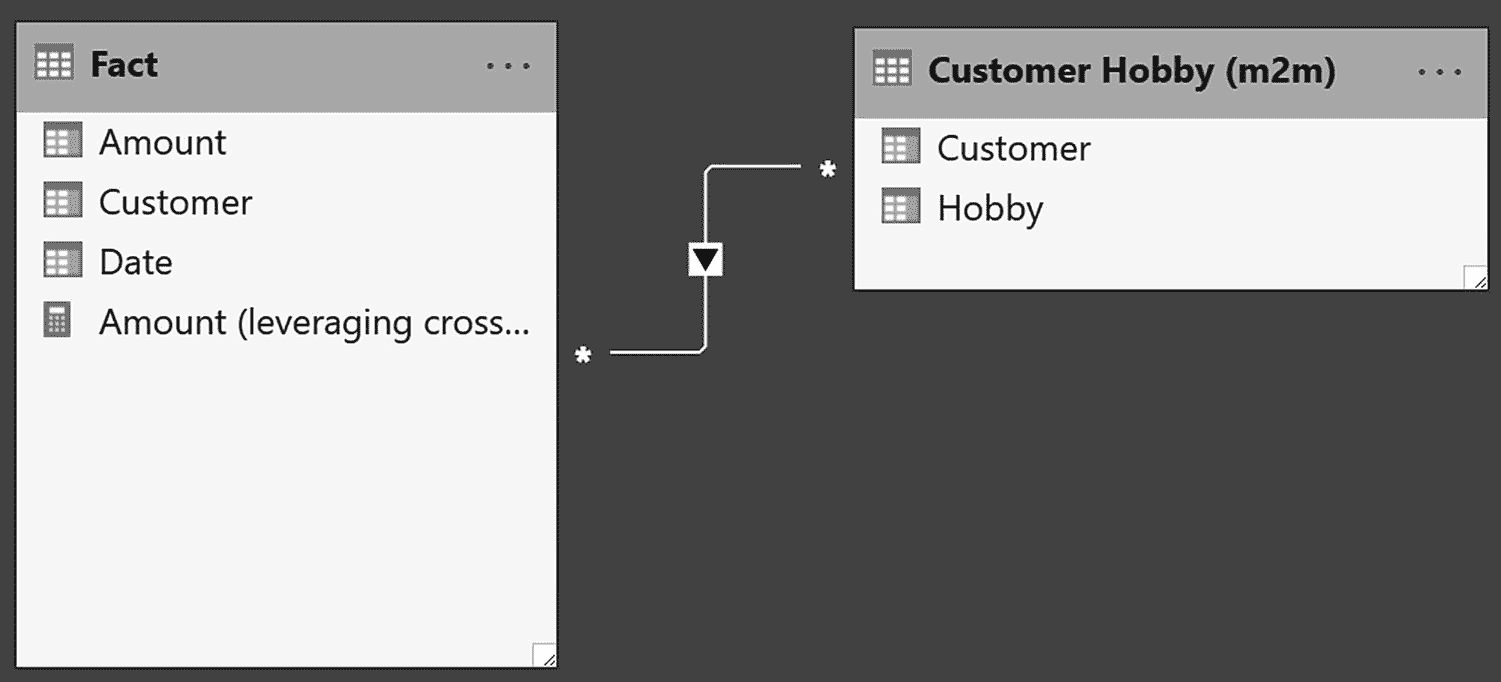 Fact ...
Amount
Customer
Date
Amount (leveraging cross...
*
Customer Hobby (m2m) ...
Customer
Hobby
*